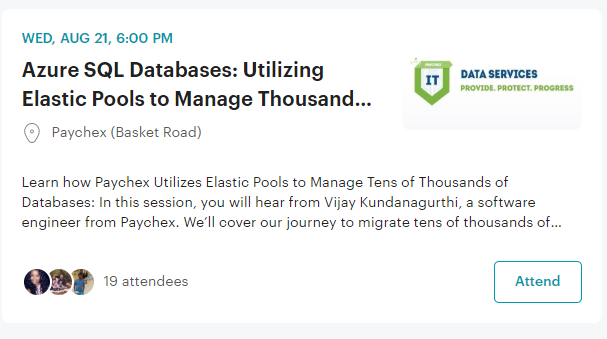 WED, AUG 21, 6:00 PM
Azure SQL Databases: Utilizing
Elastic Pools to Manage Thousand...
Paychex (Basket Road)
IT
DATA SERVICES
PROVIDE. PROTECT. PROGRESS
Learn how Paychex Utilizes Elastic Pools to Manage Tens of Thousands of
Databases: In this session, you will hear from Vijay Kundanagurthi, a software
engineer from Paychex. We’ll cover our journey to migrate tens of thousands of...
19 attendees
Attend